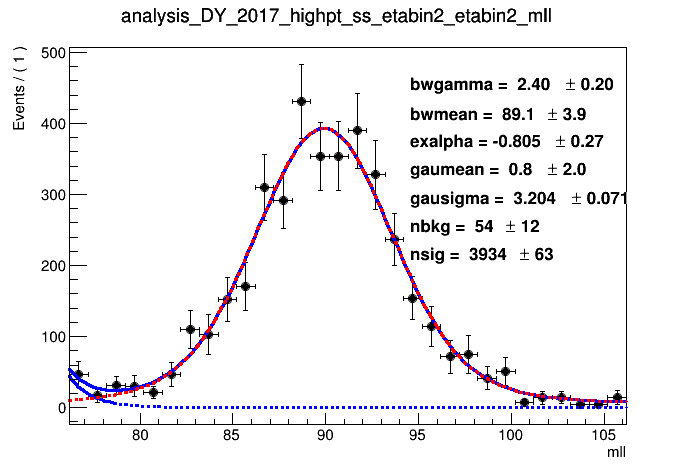 analysis_DY_2017_highpt_ss_etabin2_etabin2_mll
Events / ( 1 )
500
400
300
200
100
0
bwgamma = 2.40 ± 0.20
bwmean = 89.1 ± 3.9
exalpha = -0.805 ± 0.27
gaumean = 0.8 ± 2.0
gausigma = 3.204 ± 0.071
nbkg = 54 ± 12
nsig = 3934 ± 63
80 85 90 95 100 105
mll